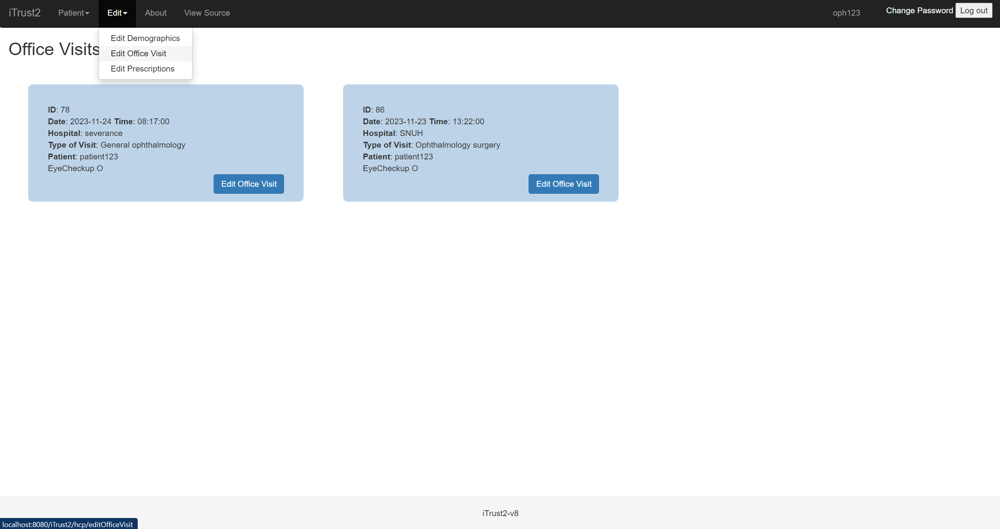 iTrust2 Patient Edit About View Source oph123 Change Password Log out
Edit Demographics
Office Visits
Edit Office Visit
Edit Prescriptions
ID: 78
Date: 2023-11-24 Time: 08:17:00
Hospital: severance
Type of Visit: General ophthalmology
Patient: patient123
EyeCheckup O
Edit Office Visit
ID: 86
Date: 2023-11-23 Time: 13:22:00
Hospital: SNUH
Type of Visit: Ophthalmology surgery
Patient: patient123
EyeCheckup O
Edit Office Visit
iTrust2-v8
localhost:8080/iTrust2/hcp/editOfficeVisit